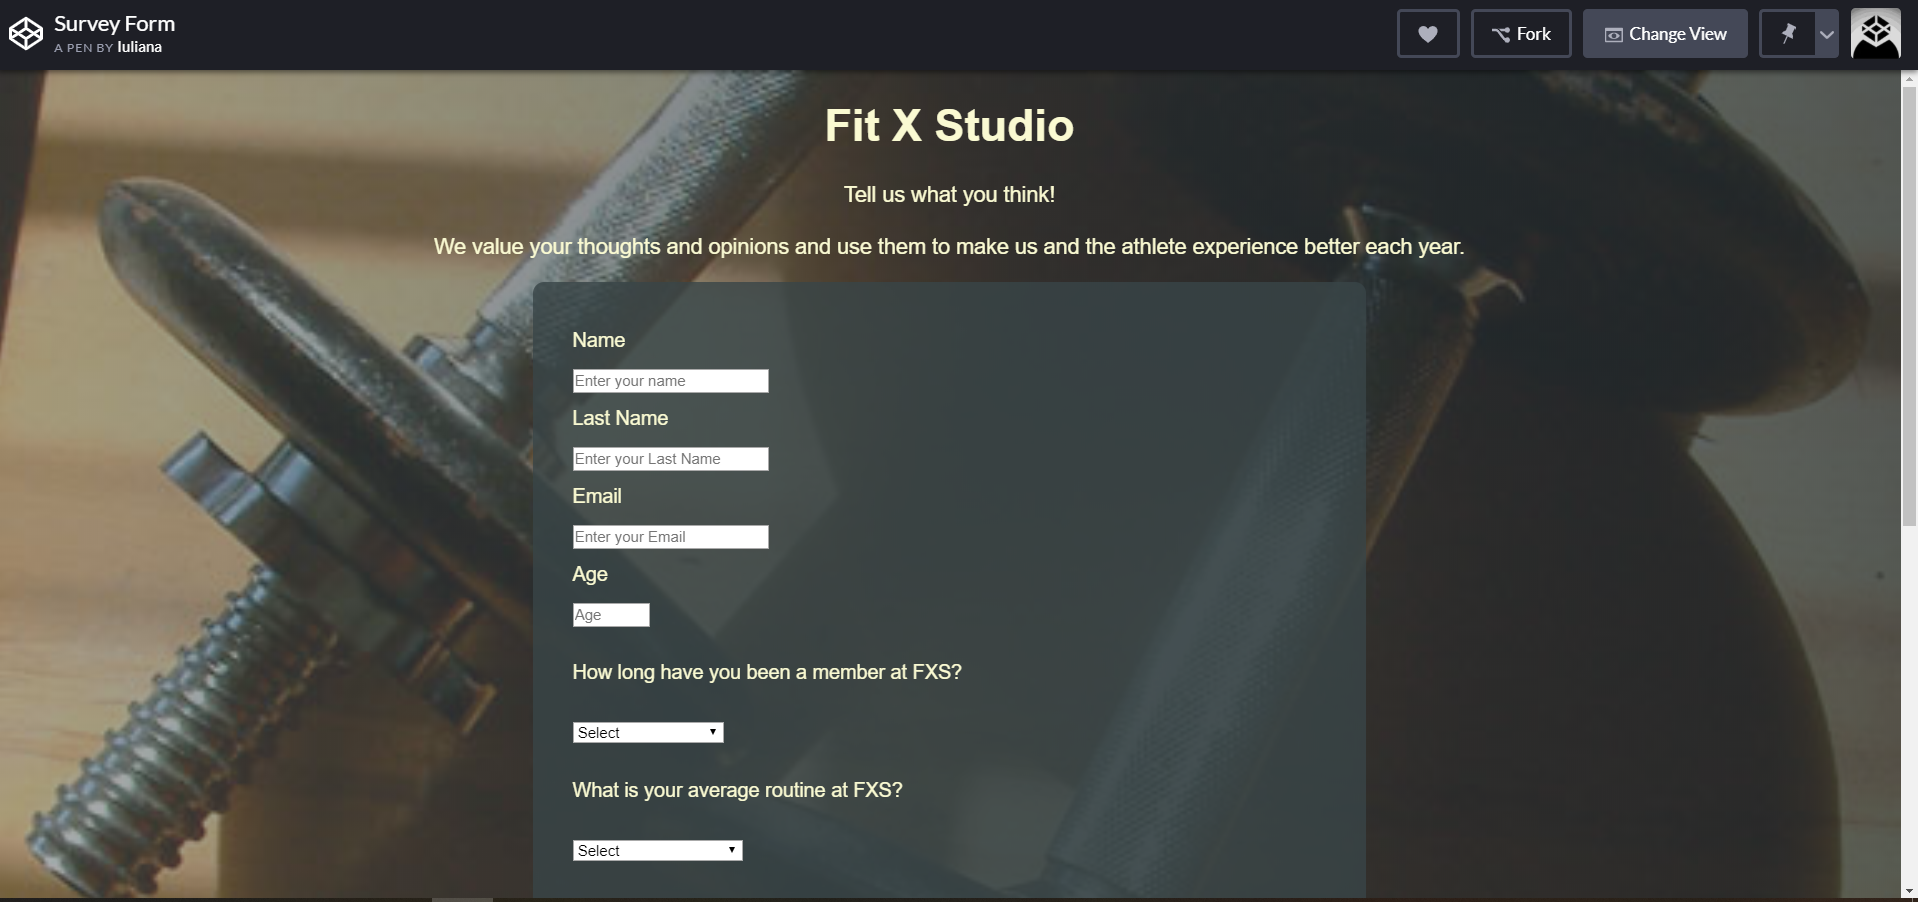 Survey Form
A PEN BY Iuliana
Fork
Change View
Fit X Studio
Tell us what you think!
We value your thoughts and opinions and use them to make us and the athlete experience better each year.
Name
Enter your name
Last Name
Enter your Last Name
Email
Enter your Email
Age
Age
How long have you been a member at FXS?
Select
What is your average routine at FXS?
Select